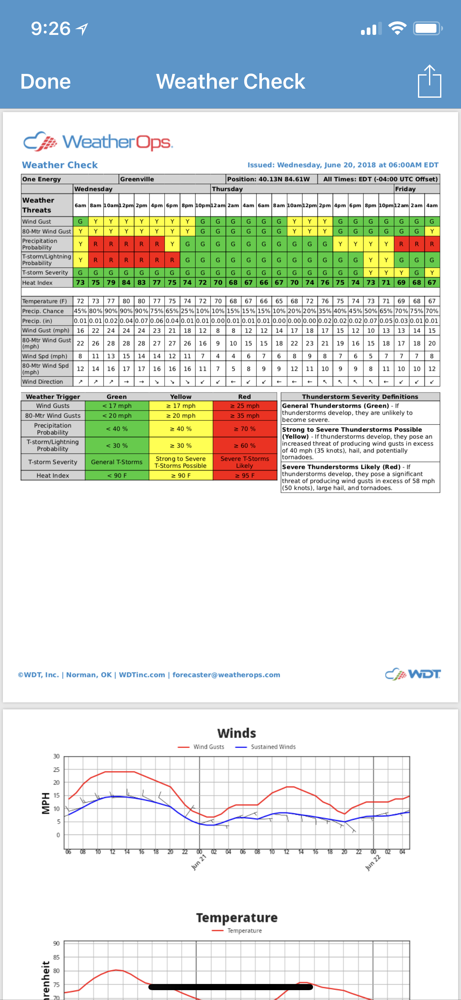 9:26
Done
Weather Check
WeatherOps.
Weather Check
Issued: Wednesday, June 20, 2018 at 06:00AM EDT
One Energy Greenville Position: 40.13N 84.61W All Times: EDT (-04:00 UTC Offset)
Wednesday Thursday Friday
Weather Threats 6am 8am 10am 12pm 2pm 4pm 6pm 8pm 10pm 12am 2am 4am 6am 8am 10am 12pm 2pm 4pm 6pm 8pm 10pm 12am 2am 4am
Wind Gust G Y Y Y Y Y Y Y G G G G G G Y Y Y G G G G G G G
80-Mtr Wind Gust Y Y Y Y Y Y Y Y G G G G G G Y Y Y G G G G G G Y
Precipitation Probability Y R R R R R Y G G G G G G G G G G Y Y Y Y R R R
T-storm/Lightning Probability Y R R R R R R G G G G G G G G G G G G Y Y G G G
T-storm Severity G G G G G G G G G G G G G G G G G G G Y Y Y G Y
Heat Index 73 75 79 84 83 77 75 74 72 70 68 67 66 67 70 74 76 75 74 73 71 69 68 67
Temperature (F) 72 73 77 80 80 77 75 74 72 70 68 67 66 65 68 72 76 75 74 73 71 69 68 67
Precip. Chance 45% 80% 90% 90% 90% 75% 65% 25% 10% 10% 15% 15% 15% 10% 20% 20% 35% 40% 45% 50% 65% 70% 75% 70%
Precip. (in) 0.01 0.01 0.02 0.04 0.07 0.06 0.04 0.01 0.01 0.00 0.01 0.01 0.01 0.00 0.00 0.00 0.02 0.02 0.02 0.07 0.05 0.03 0.01 0.01
Wind Gust (mph) 16 22 24 24 24 23 21 18 12 8 8 12 12 14 17 18 17 15 12 10 13 13 14 15
80-Mtr Wind Gust (mph) 22 26 28 28 28 27 27 26 16 9 10 15 15 18 22 23 21 19 16 15 18 17 18 20
Wind Spd (mph) 8 11 13 15 14 14 12 11 7 4 4 6 7 6 8 9 8 7 6 5 7 7 7 8
80-Mtr Wind Spd (mph) 12 14 16 17 17 16 16 16 11 7 5 8 9 9 12 11 10 9 9 8 11 10 10 12
Wind Direction ↗ ↗ ↗ → → ↘ ↘ ↘ ↙ ↙ ← ↙ ↙ ← ← ← ↖ ↖ ↖ ↖ ← ↙ ↙ ↙
Weather Trigger Green Yellow Red
Wind Gusts < 17 mph ≥ 17 mph ≥ 25 mph
80-Mtr Wind Gusts < 20 mph ≥ 20 mph ≥ 35 mph
Precipitation Probability < 40 % ≥ 40 % ≥ 70 %
T-storm/Lightning Probability < 30 % ≥ 30 % ≥ 60 %
T-storm Severity General T-Storms Strong to Severe T-Storms Possible Severe T-Storms Likely
Heat Index < 90 F ≥ 90 F ≥ 95 F
Thunderstorm Severity Definitions
General Thunderstorms (Green) - If
thunderstorms develop, they are unlikely to
become severe.
Strong to Severe Thunderstorms Possible
(Yellow) - If thunderstorms develop, they pose an
increased threat of producing wind gusts in excess
of 40 mph (35 knots), hail, and potentially
tornadoes.
Severe Thunderstorms Likely (Red) - If
thunderstorms develop, they pose a significant
threat of producing wind gusts in excess of 58 mph
(50 knots), large hail, and tornadoes.
©WDT, Inc. | Norman, OK | WDTinc.com | forecaster@weatherops.com
WDT
Winds
Wind Gusts Sustained Winds
30
25
20
15
10
5
0
MPH
06 08 10 12 14 16 18 20 22 00 02 04 06 08 10 12 14 16 18 20 22 00 02 04
Jun 21 Jun 22
Temperature
Temperature
90
85
80
75
70
renheit